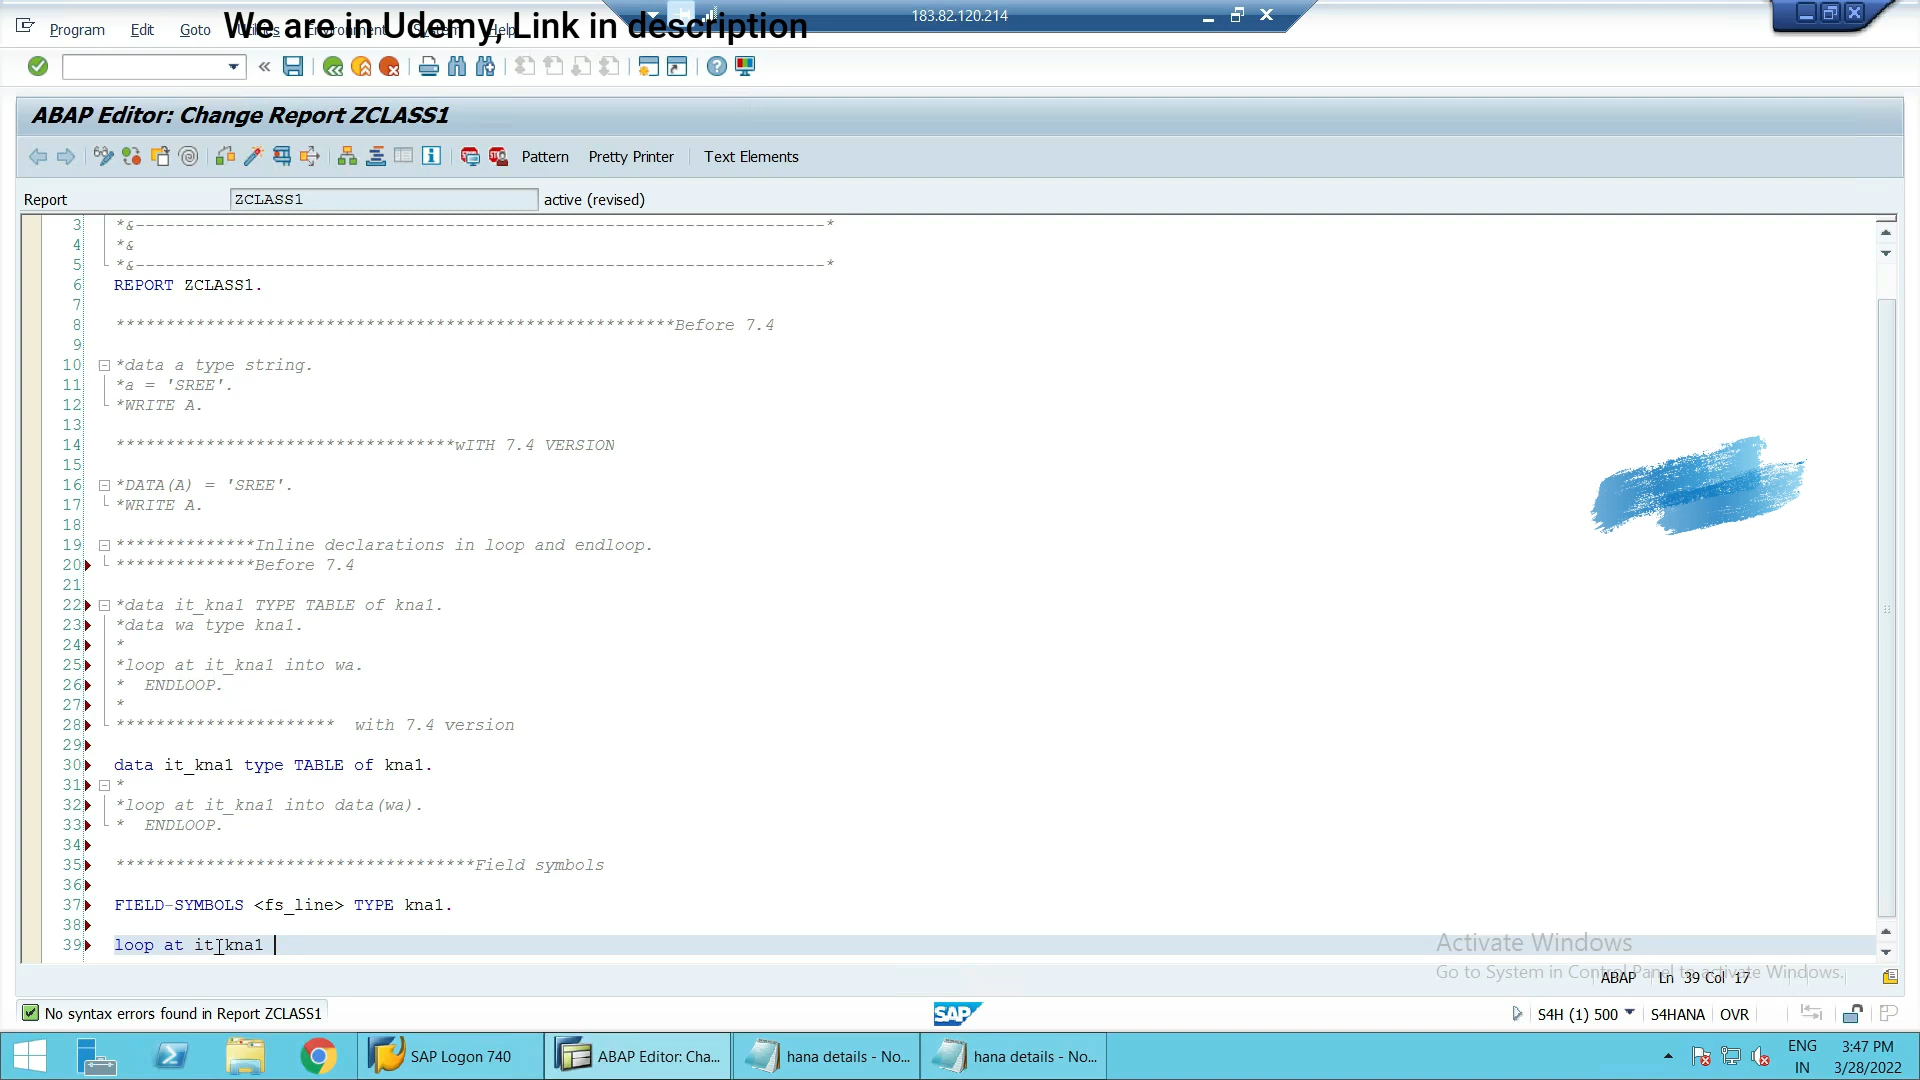 183.82.120.214
Program Edit Goto Utilities Environment System Help
We are in Udemy, Link in description
ABAP Editor: Change Report ZCLASS1
Pattern Pretty Printer Text Elements
Report ZCLASS1 active (revised)
3 *&---------------------------------------------------------------------*
4 *&
5 *&---------------------------------------------------------------------*
6 REPORT ZCLASS1.
7
8 ********************************************************Before 7.4
9
10 *data a type string.
11 *a = 'SREE'.
12 *WRITE A.
13
14 **********************************wITH 7.4 VERSION
15
16 *DATA(A) = 'SREE'.
17 *WRITE A.
18
19 **************Inline declarations in loop and endloop.
20 **************Before 7.4
21
22 *data it_kna1 TYPE TABLE of kna1.
23 *data wa type kna1.
24 *
25 *loop at it_kna1 into wa.
26 *  ENDLOOP.
27 *
28 **********************  with 7.4 version
29
30 data it_kna1 type TABLE of kna1.
31 *
32 *loop at it_kna1 into data(wa).
33 *  ENDLOOP.
34
35 ************************************Field symbols
36
37 FIELD-SYMBOLS <fs_line> TYPE kna1.
38
39 loop at it_kna1
Activate Windows
Go to System in Control Panel to activate Windows.
ABAP Ln 39 Col 17
No syntax errors found in Report ZCLASS1
SAP
S4H (1) 500 S4HANA OVR
SAP Logon 740
ABAP Editor: Cha...
hana details - No...
hana details - No...
ENG
IN
3:47 PM
3/28/2022